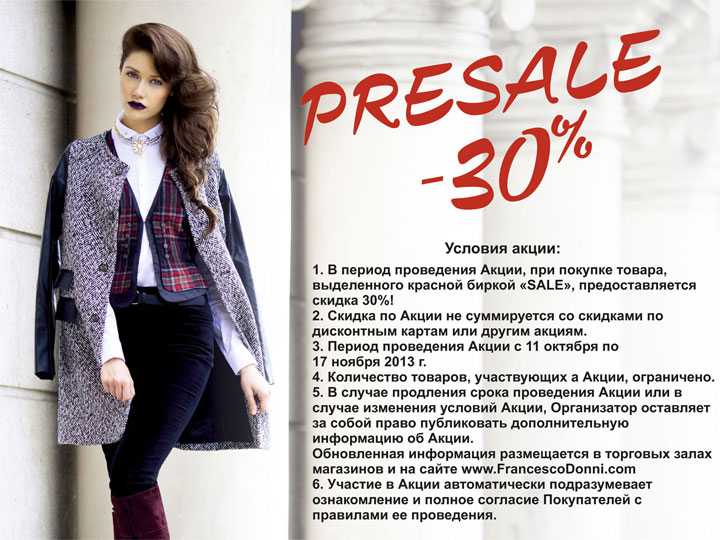 PRESALE
-30%
Условия акции:
1. В период проведения Акции, при покупке товара,
выделенного красной биркой «SALE», предоставляется
скидка 30%!
2. Скидка по Акции не суммируется со скидками по
дисконтным картам или другим акциям.
3. Период проведения Акции с 11 октября по
17 ноября 2013 г.
4. Количество товаров, участвующих а Акции, ограничено.
5. В случае продления срока проведения Акции или в
случае изменения условий Акции, Организатор оставляет
за собой право публиковать дополнительную
информацию об Акции.
Обновленная информация размещается в торговых залах
магазинов и на сайте www.FrancescoDonni.com
6. Участие в Акции автоматически подразумевает
ознакомление и полное согласие Покупателей с
правилами ее проведения.